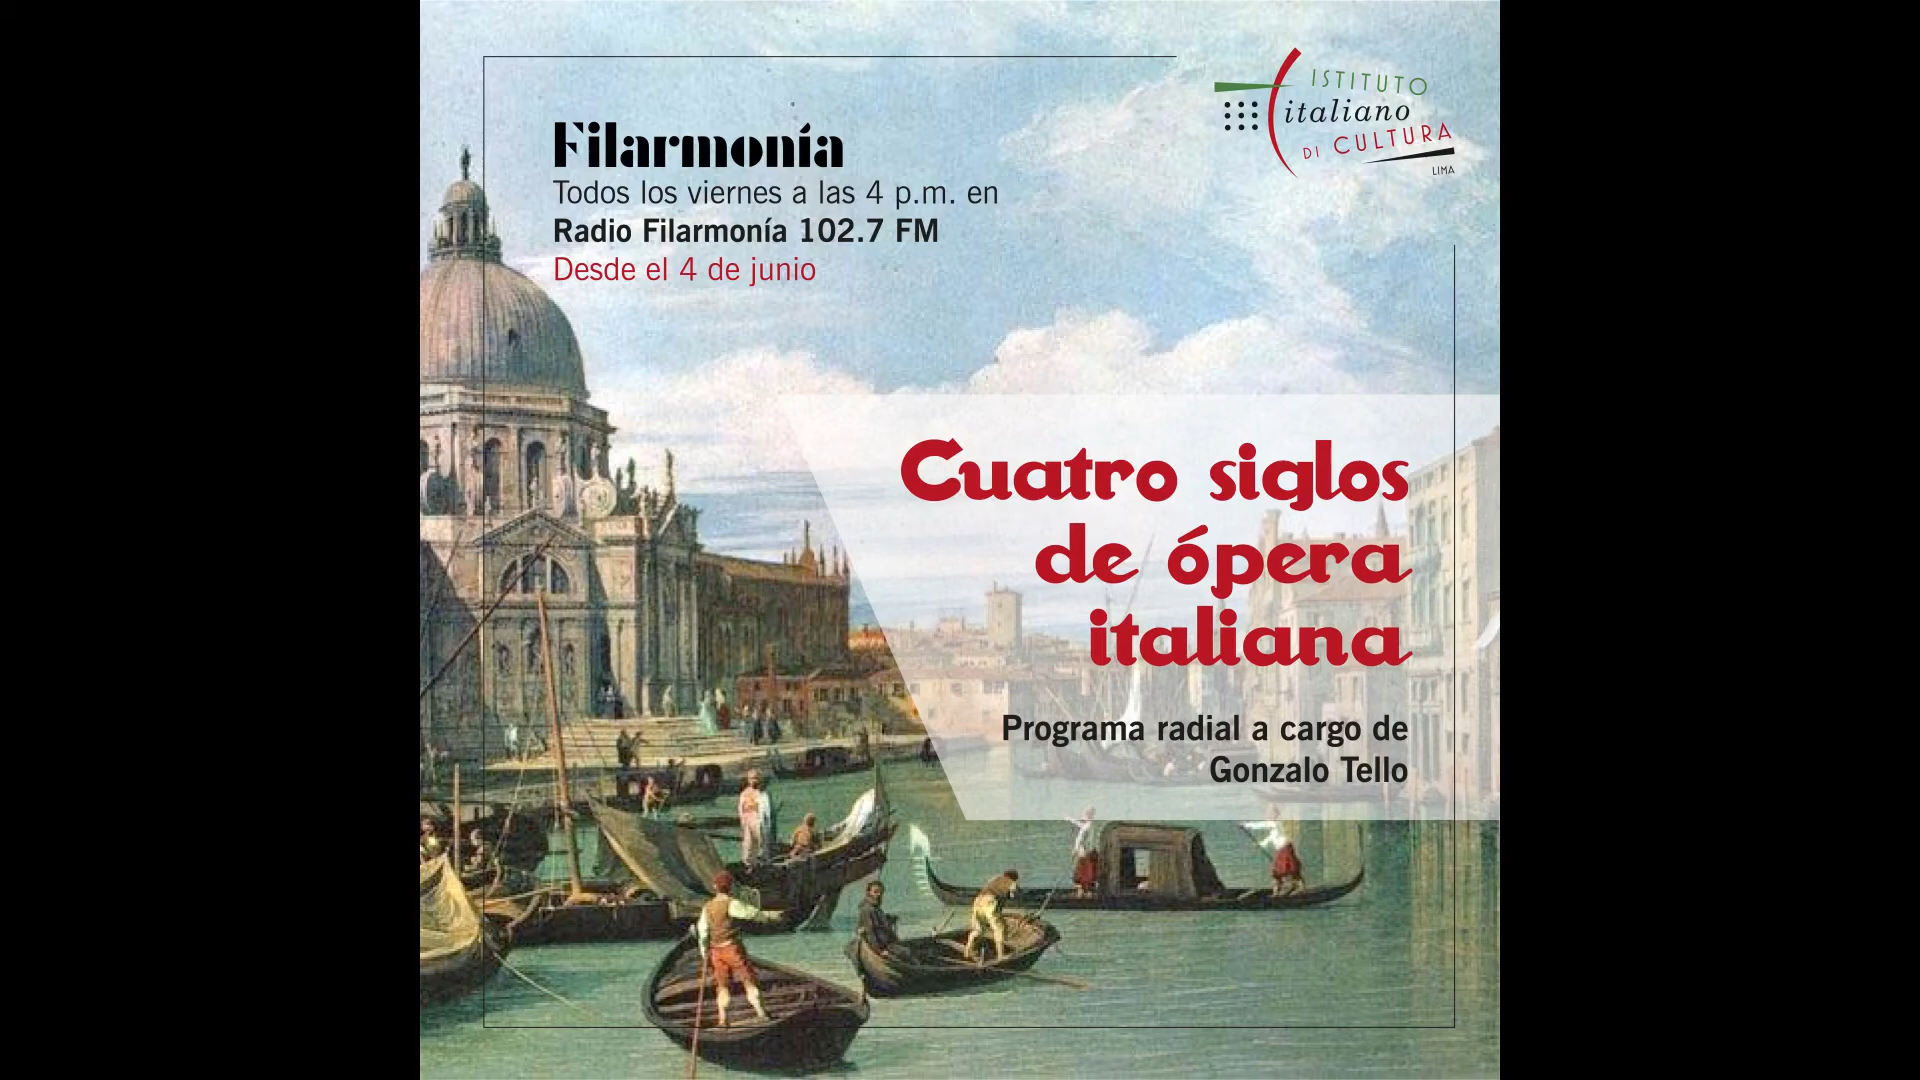 Filarmonía
Todos los viernes a las 4 p.m. en
Radio Filarmonía 102.7 FM
Desde el 4 de junio
ISTITUTO
italiano
DI CULTURA
LIMA
Cuatro siglos
de ópera
italiana
Programa radial a cargo de
Gonzalo Tello